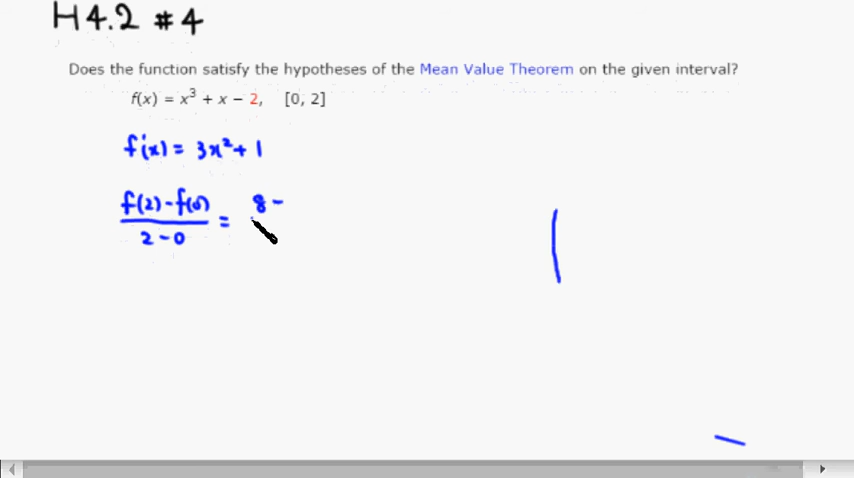 H4.2 #4
Does the function satisfy the hypotheses of the Mean Value Theorem on the given interval?
f(x) = x³ + x − 2, [0, 2]
f'(x) = 3x² + 1
f(2) - f(0) / 2 - 0 = 8 -